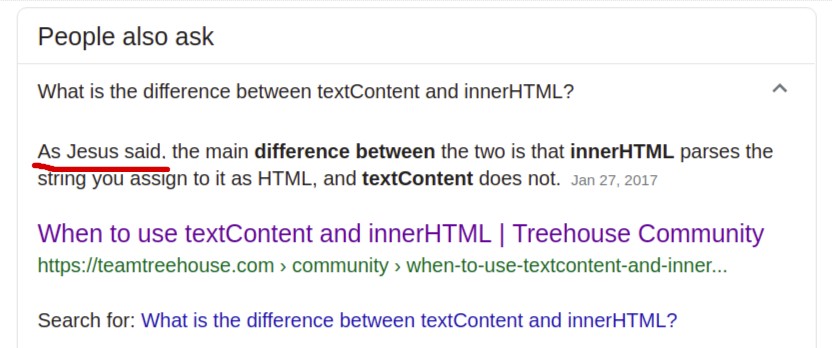 People also ask
What is the difference between textContent and innerHTML?
As Jesus said. the main difference between the two is that innerHTML parses the
string you assign to it as HTML, and textContent does not. Jan 27, 2017
When to use textContent and innerHTML | Treehouse Community
https://teamtreehouse.com › community › when-to-use-textcontent-and-inner...
Search for: What is the difference between textContent and innerHTML?